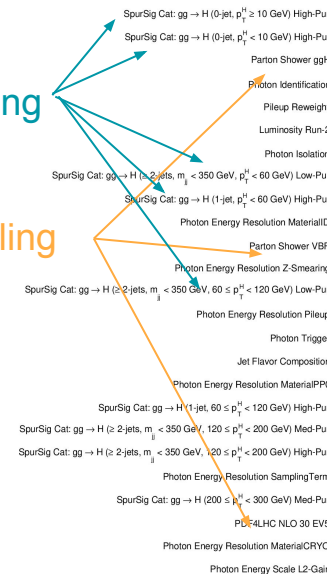 SpurSig Cat: gg → H (0-jet, p_T^H ≥ 10 GeV) High-Pu
SpurSig Cat: gg → H (0-jet, p_T^H < 10 GeV) High-Pu
Parton Shower ggH
ng
Photon Identification
Pileup Reweight
Luminosity Run-2
Photon Isolation
SpurSig Cat: gg → H (≥ 2-jets, m_jj < 350 GeV, p_T^H < 60 GeV) Low-Pu
SpurSig Cat: gg → H (1-jet, p_T^H < 60 GeV) High-Pu
Photon Energy Resolution MaterialID
ling
Parton Shower VBF
Photon Energy Resolution Z-Smearing
SpurSig Cat: gg → H (≥ 2-jets, m_jj < 350 GeV, 60 ≤ p_T^H < 120 GeV) Low-Pu
Photon Energy Resolution Pileup
Photon Trigge
Jet Flavor Composition
Photon Energy Resolution MaterialPP0
SpurSig Cat: gg → H (1-jet, 60 ≤ p_T^H < 120 GeV) High-Pu
SpurSig Cat: gg → H (≥ 2-jets, m_jj < 350 GeV, 120 ≤ p_T^H < 200 GeV) Med-Pu
SpurSig Cat: gg → H (≥ 2-jets, m_jj < 350 GeV, 120 ≤ p_T^H < 200 GeV) High-Pu
Photon Energy Resolution SamplingTerm
SpurSig Cat: gg → H (200 ≤ p_T^H < 300 GeV) Med-Pu
PDF4LHC NLO 30 EV5
Photon Energy Resolution MaterialCRYO
Photon Energy Scale L2-Gain